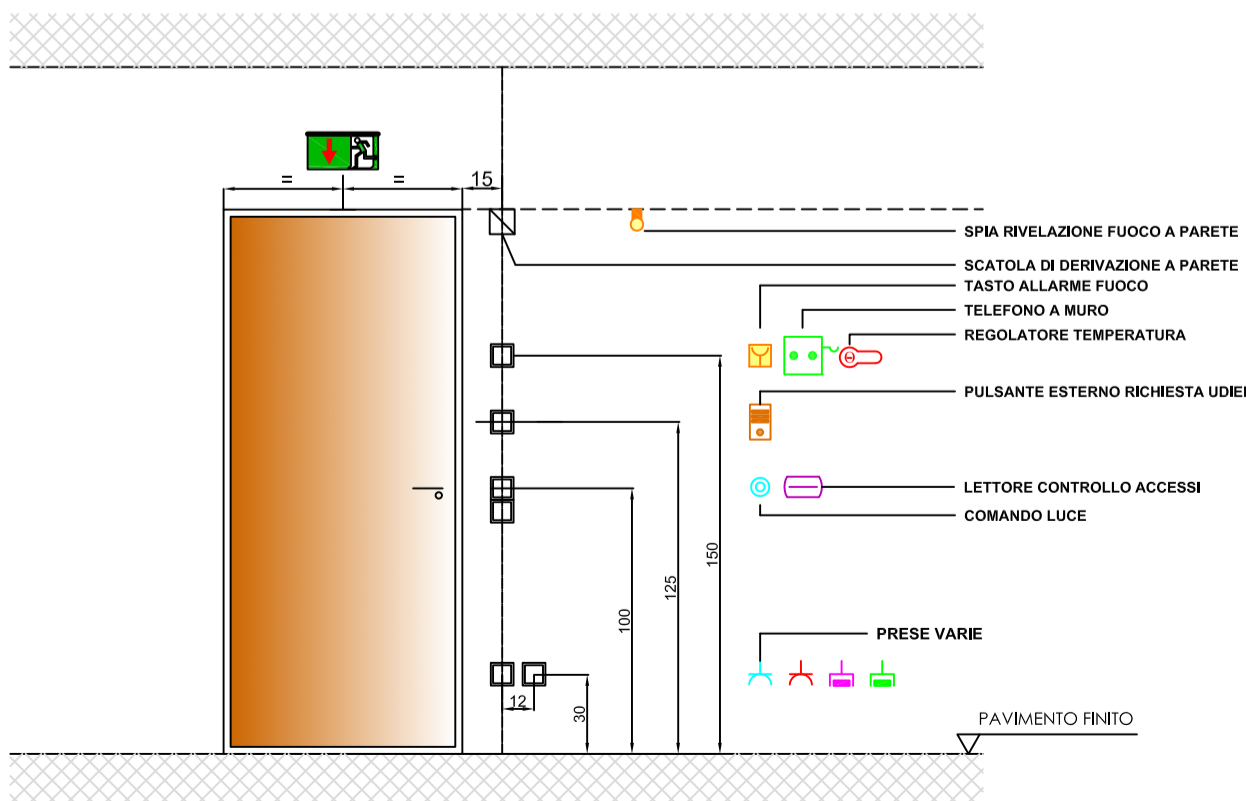 = = 15
SPIA RIVELAZIONE FUOCO A PARETE
SCATOLA DI DERIVAZIONE A PARETE
TASTO ALLARME FUOCO
TELEFONO A MURO
REGOLATORE TEMPERATURA
PULSANTE ESTERNO RICHIESTA UDIE
LETTORE CONTROLLO ACCESSI
COMANDO LUCE
150
125
100
PRESE VARIE
12
30
PAVIMENTO FINITO